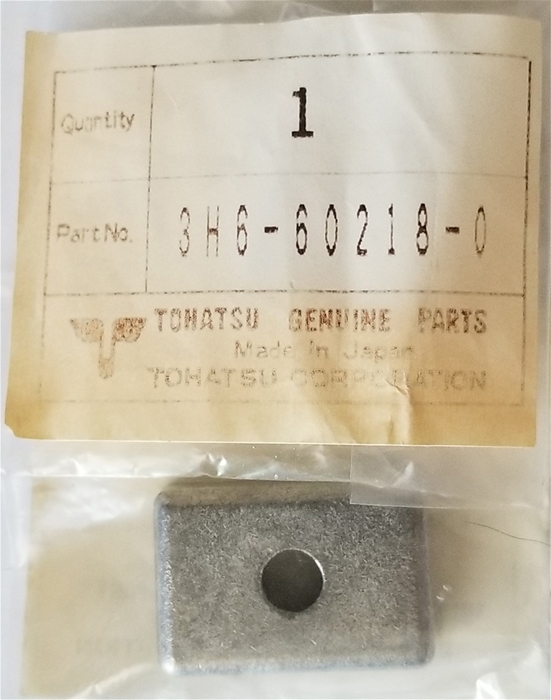 Quantity 1
Part No. 3H6-60218-0
TOHATSU GENUINE PARTS
Made in Japan
TOHATSU CORPORATION